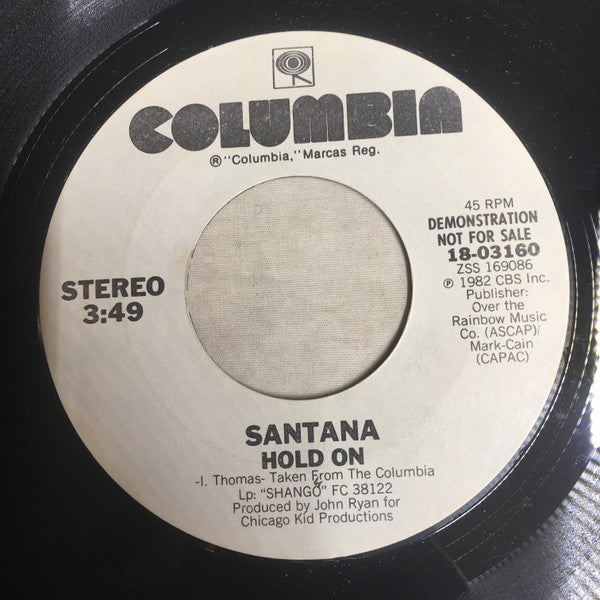 COLUMBIA
®"Columbia," Marcas Reg.
45 RPM
DEMONSTRATION
NOT FOR SALE
18-03160
ZSS 169086
℗ 1982 CBS Inc.
Publisher:
Over the
Rainbow Music
Co. (ASCAP)/
Mark-Cain
(CAPAC)
STEREO
3:49
SANTANA
HOLD ON
-I. Thomas- Taken From The Columbia
Lp: "SHANGÓ" FC 38122
Produced by John Ryan for
Chicago Kid Productions